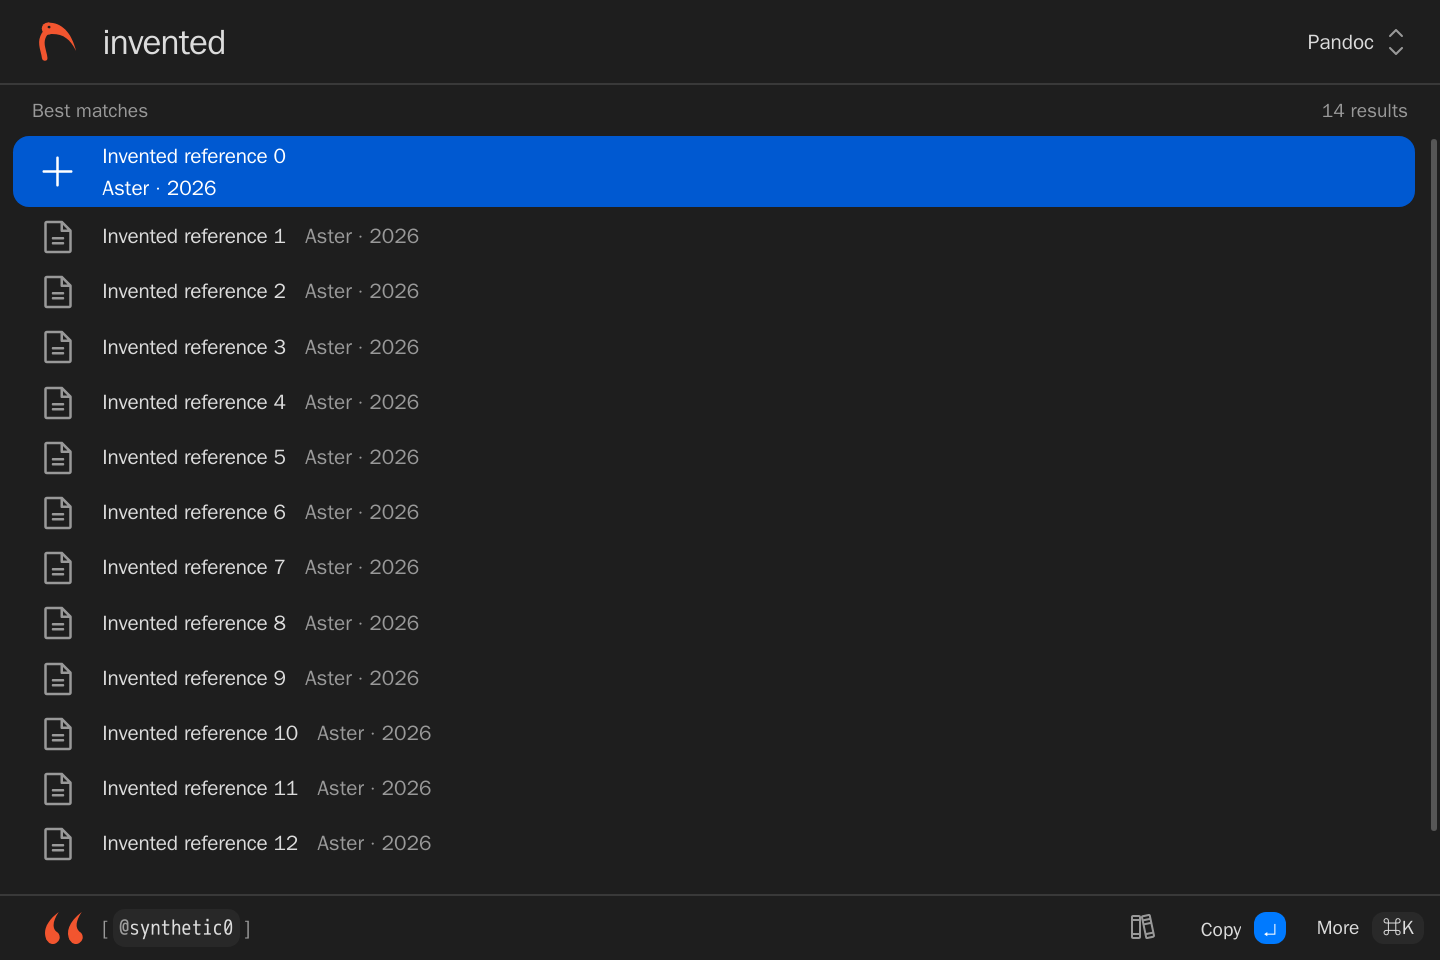 invented
Pandoc
Best matches
14 results
Invented reference 0
Aster · 2026
Invented reference 1 Aster · 2026
Invented reference 2 Aster · 2026
Invented reference 3 Aster · 2026
Invented reference 4 Aster · 2026
Invented reference 5 Aster · 2026
Invented reference 6 Aster · 2026
Invented reference 7 Aster · 2026
Invented reference 8 Aster · 2026
Invented reference 9 Aster · 2026
Invented reference 10 Aster · 2026
Invented reference 11 Aster · 2026
Invented reference 12 Aster · 2026
[ @synthetic0 ]
Copy
More ⌘K